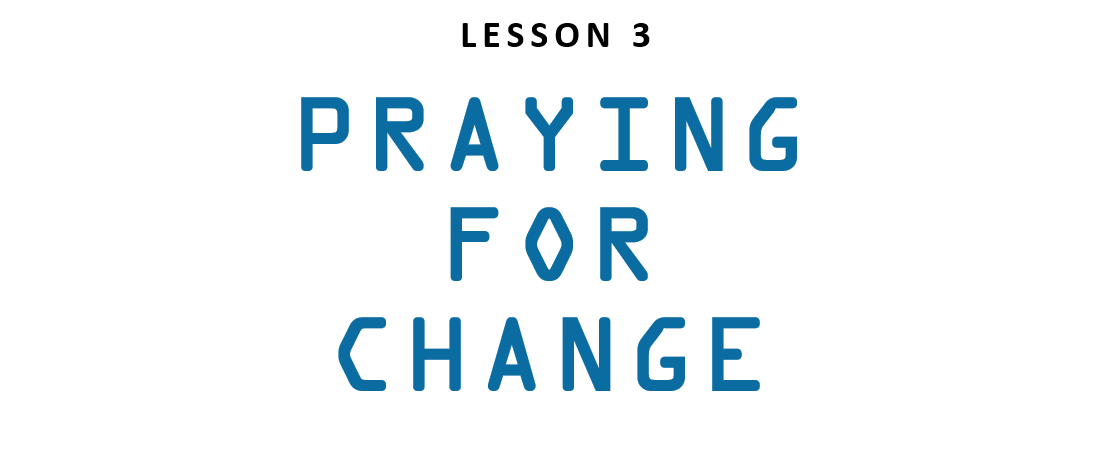 LESSON 3
PRAYING
FOR
CHANGE